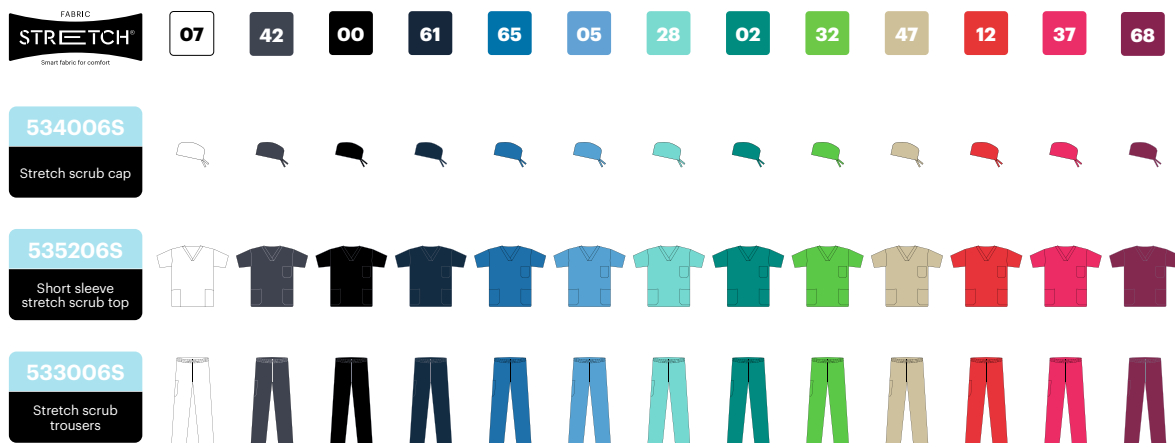 FABRIC
STRETCH®
Smart fabric for comfort
07 42 00 61 65 05 28 02 32 47 12 37 68
534006S
Stretch scrub cap
535206S
Short sleeve
stretch scrub top
533006S
Stretch scrub
trousers